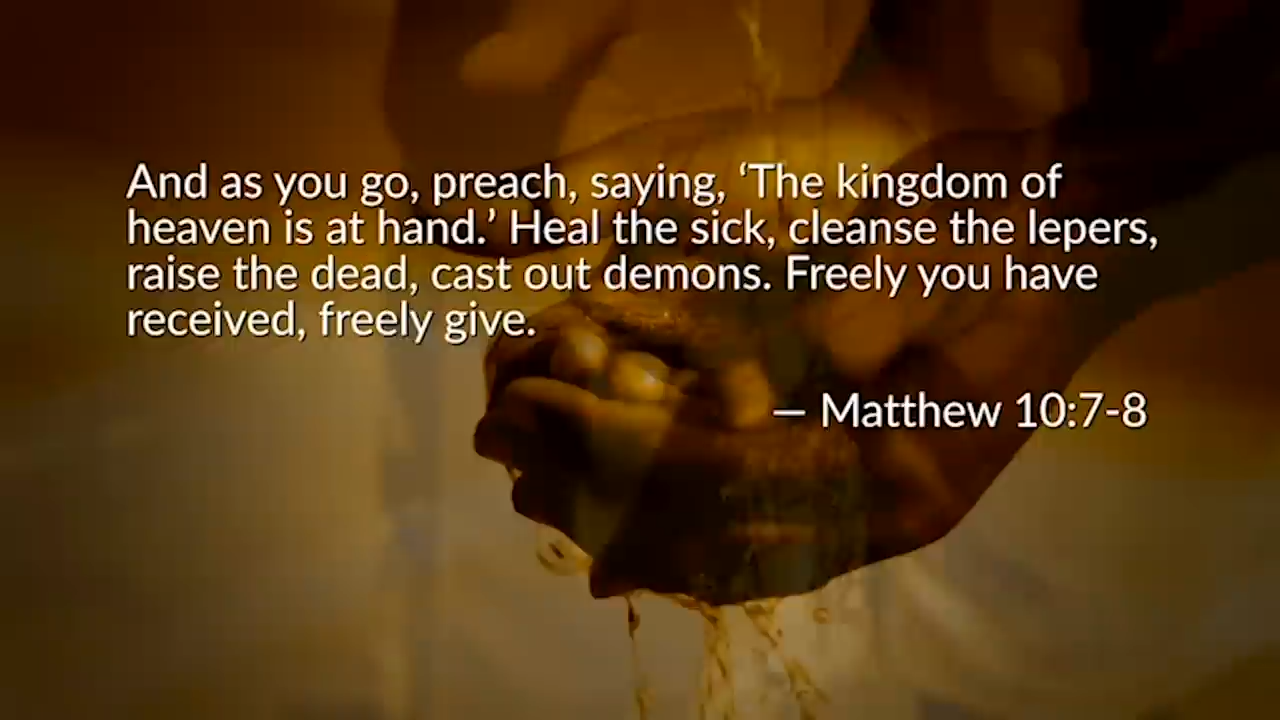 And as you go, preach, saying, ‘The kingdom of
heaven is at hand.’ Heal the sick, cleanse the lepers,
raise the dead, cast out demons. Freely you have
received, freely give.
– Matthew 10:7-8